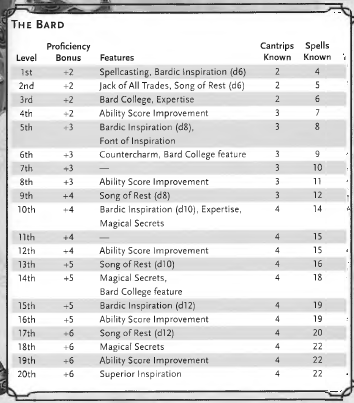 THE BARD
Proficiency Cantrips Spells
Level Bonus Features Known Known
1st +2 Spellcasting, Bardic Inspiration (d6) 2 4
2nd +2 Jack of All Trades, Song of Rest (d6) 2 5
3rd +2 Bard College, Expertise 2 6
4th +2 Ability Score Improvement 3 7
5th +3 Bardic Inspiration (d8), 3 8
Font of Inspiration
6th +3 Countercharm, Bard College feature 3 9
7th +3 — 3 10
8th +3 Ability Score Improvement 3 11
9th +4 Song of Rest (d8) 3 12
10th +4 Bardic Inspiration (d10), Expertise, 4 14
Magical Secrets
11th +4 — 4 15
12th +4 Ability Score Improvement 4 15
13th +5 Song of Rest (d10) 4 16
14th +5 Magical Secrets, 4 18
Bard College feature
15th +5 Bardic Inspiration (d12) 4 19
16th +5 Ability Score Improvement 4 19
17th +6 Song of Rest (d12) 4 20
18th +6 Magical Secrets 4 22
19th +6 Ability Score Improvement 4 22
20th +6 Superior Inspiration 4 22